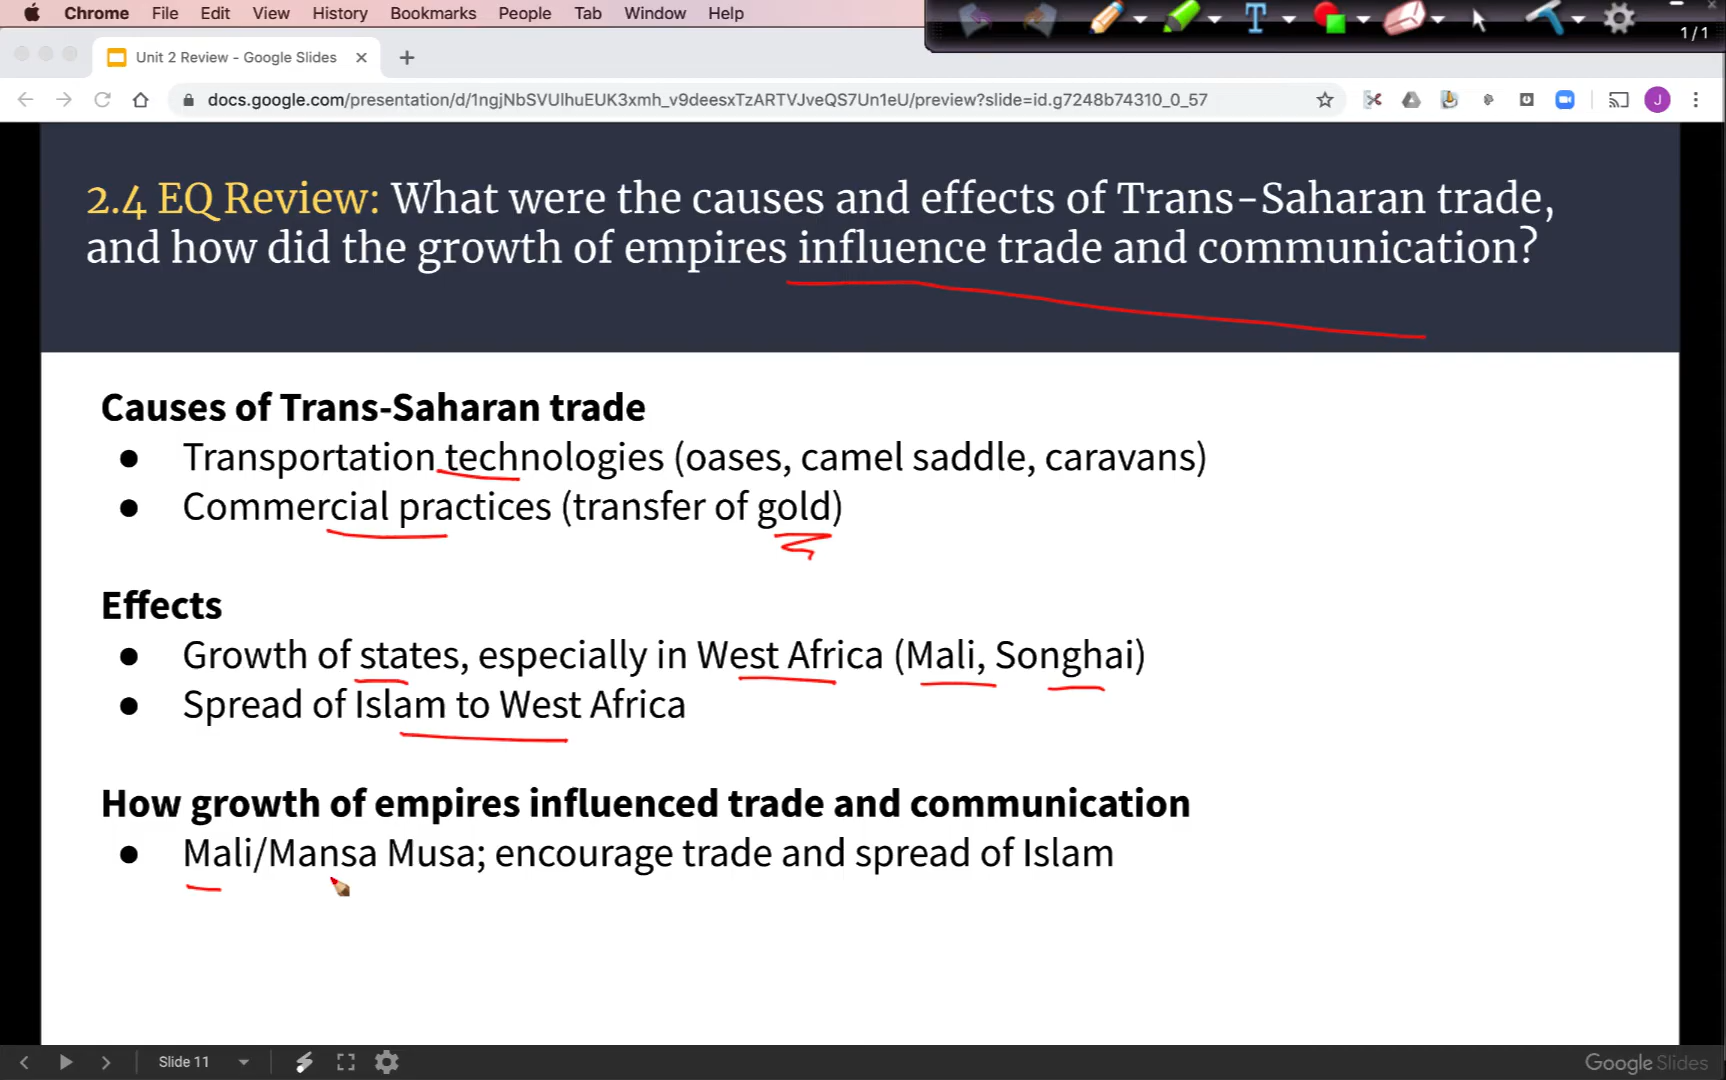 Chrome File Edit View History Bookmarks People Tab Window Help
1/1
Unit 2 Review - Google Slides
docs.google.com/presentation/d/1ngjNbSVUlhuEUK3xmh_v9deesxTzARTVJveQS7Un1eU/preview?slide=id.g7248b74310_0_57
J
2.4 EQ Review: What were the causes and effects of Trans-Saharan trade,
and how did the growth of empires influence trade and communication?
Causes of Trans-Saharan trade
● Transportation technologies (oases, camel saddle, caravans)
● Commercial practices (transfer of gold)
Effects
● Growth of states, especially in West Africa (Mali, Songhai)
● Spread of Islam to West Africa
How growth of empires influenced trade and communication
● Mali/Mansa Musa; encourage trade and spread of Islam
Slide 11
Google Slides